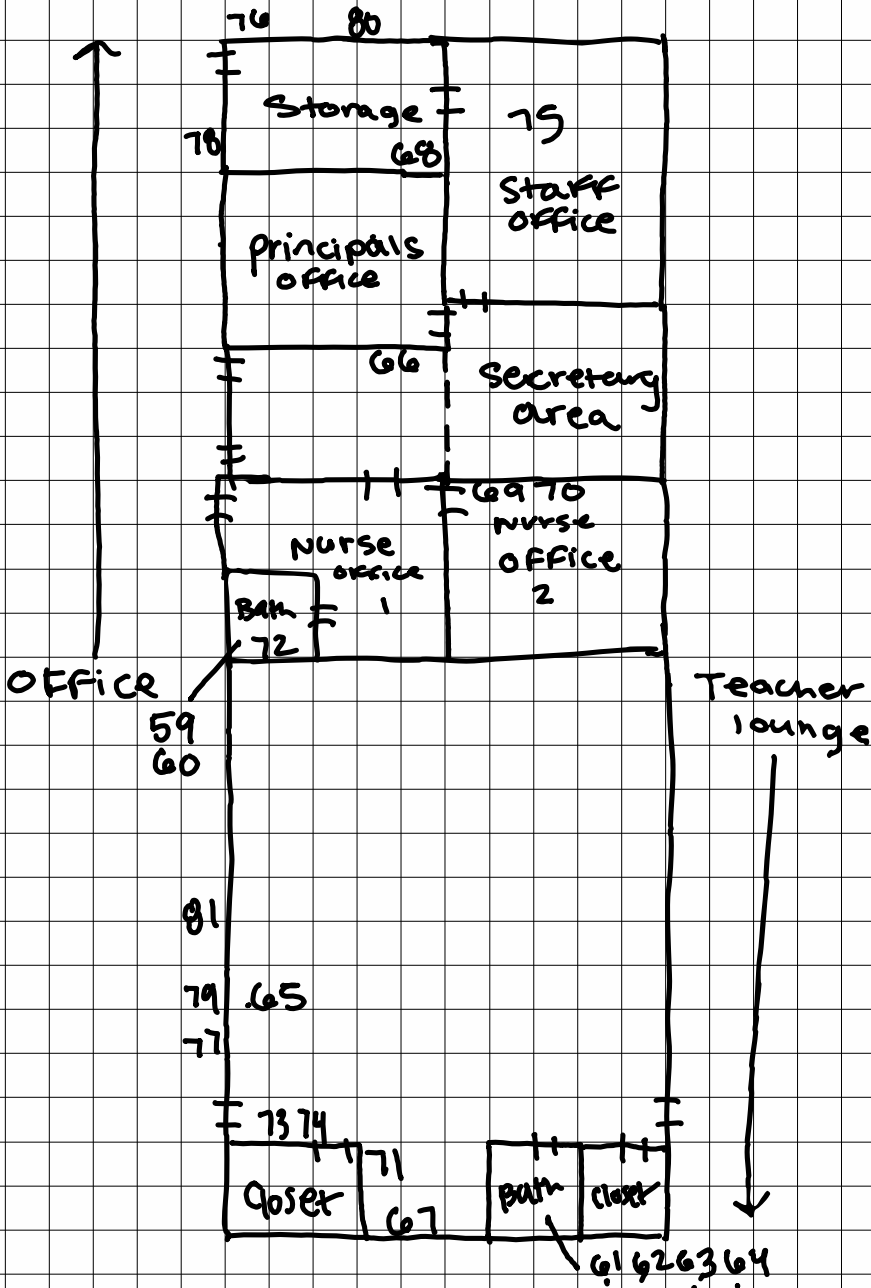 76
80
Storage
75
78
68
Staff
office
principals
office
66
Secretary
area
69 70
Nurse
office
2
Nurse
office
1
Bath
72
OFFice
59
60
Teacher
lounge
81
79 .65
77
73 74
71
Closet
67
Bath
closet
61 62 63 64